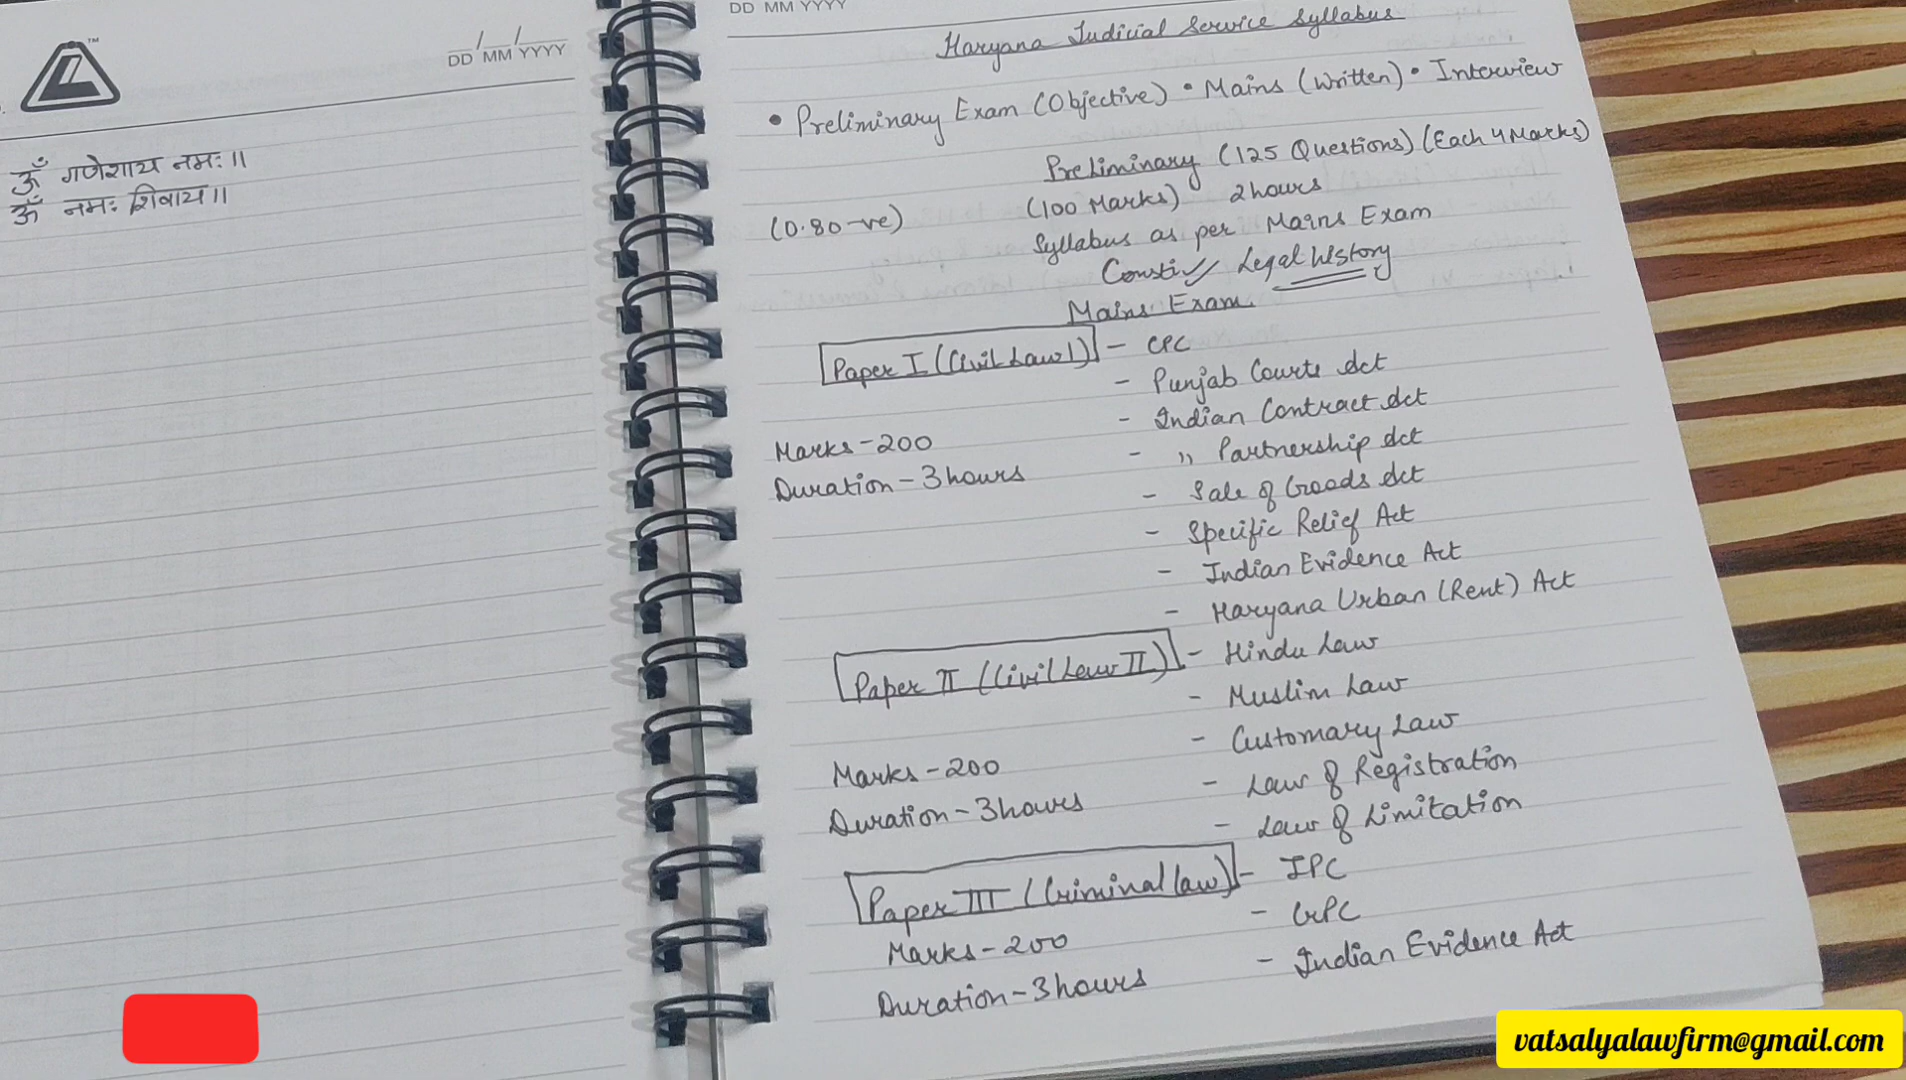 TM
DD MM YYYY
ॐ गणेशाय नमः॥
ॐ नमः शिवाय॥
DD MM YYYY
Haryana Judicial Service Syllabus
• Preliminary Exam (Objective) • Mains (Written) • Interview
Preliminary (125 Questions) (Each 4 Marks)
(0.80-ve) (100 Marks) 2 hours
Syllabus as per Mains Exam
Consti ✓ Legal history
Mains Exam.
Paper I (Civil Law I) - CPC
- Punjab Courts Act
- Indian Contract Act
Marks - 200
- ,, Partnership Act
Duration - 3 hours
- Sale of Goods Act
- Specific Relief Act
- Indian Evidence Act
- Haryana Urban (Rent) Act
Paper II (Civil Law II) - Hindu Law
- Muslim Law
- Customary Law
Marks - 200
- Law of Registration
Duration - 3 hours
- Law of Limitation
Paper III (Criminal Law) - IPC
- CrPC
Marks - 200
- Indian Evidence Act
Duration - 3 hours
vatsalyalawfirm@gmail.com